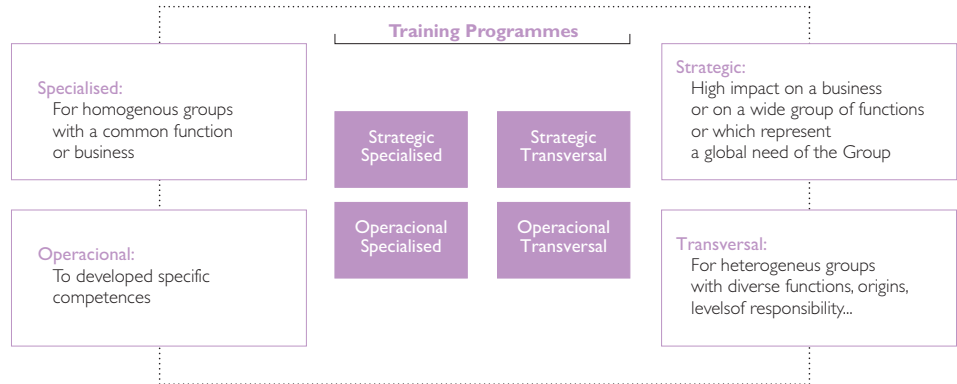 Training Programmes
Specialised:
For homogenous groups
with a common function
or business
Operacional:
To developed specific
competences
Strategic
Specialised
Strategic
Transversal
Operacional
Specialised
Operacional
Transversal
Strategic:
High impact on a business
or on a wide group of functions
or which represent
a global need of the Group
Transversal:
For heterogeneus groups
with diverse functions, origins,
levelsof responsibility...